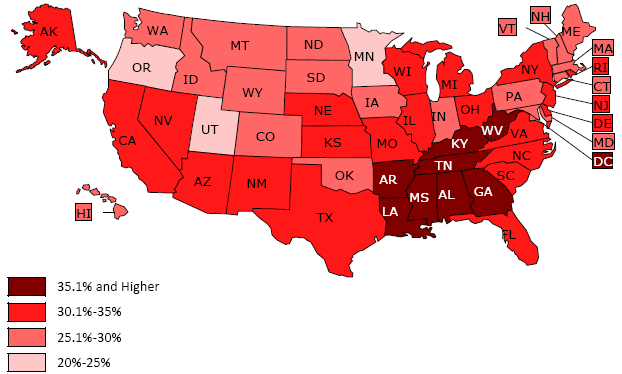 NH
VT
ME
AK
WA
MT
ND
MN
MA
OR
ID
SD
WI
NY
RI
WY
MI
CT
IA
PA
NJ
NE
IL
IN
OH
NV
UT
CO
KS
MO
KY
WV
VA
DE
MD
CA
DC
AZ
NM
OK
AR
TN
NC
SC
TX
LA
MS
AL
GA
HI
FL
35.1% and Higher
30.1%-35%
25.1%-30%
20%-25%